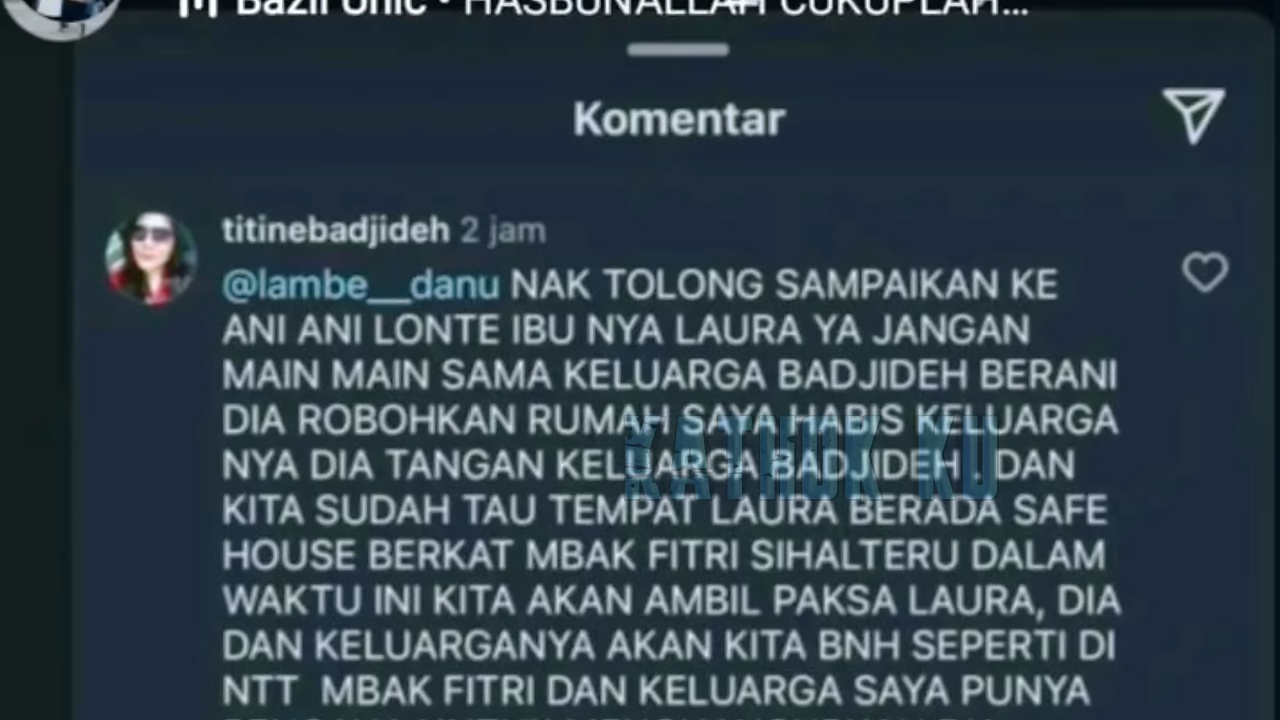 Bazil Unic • HASBUNALLAH CUKUPLAH...
Komentar
titinebadjideh 2 jam
@lambe__danu NAK TOLONG SAMPAIKAN KE
ANI ANI LONTE IBU NYA LAURA YA JANGAN
MAIN MAIN SAMA KELUARGA BADJIDEH BERANI
DIA ROBOHKAN RUMAH SAYA HABIS KELUARGA
NYA DIA TANGAN KELUARGA BADJIDEH , DAN
KITA SUDAH TAU TEMPAT LAURA BERADA SAFE
HOUSE BERKAT MBAK FITRI SIHALTERU DALAM
WAKTU INI KITA AKAN AMBIL PAKSA LAURA, DIA
DAN KELUARGANYA AKAN KITA BNH SEPERTI DI
NTT MBAK FITRI DAN KELUARGA SAYA PUNYA
KATHOK KU